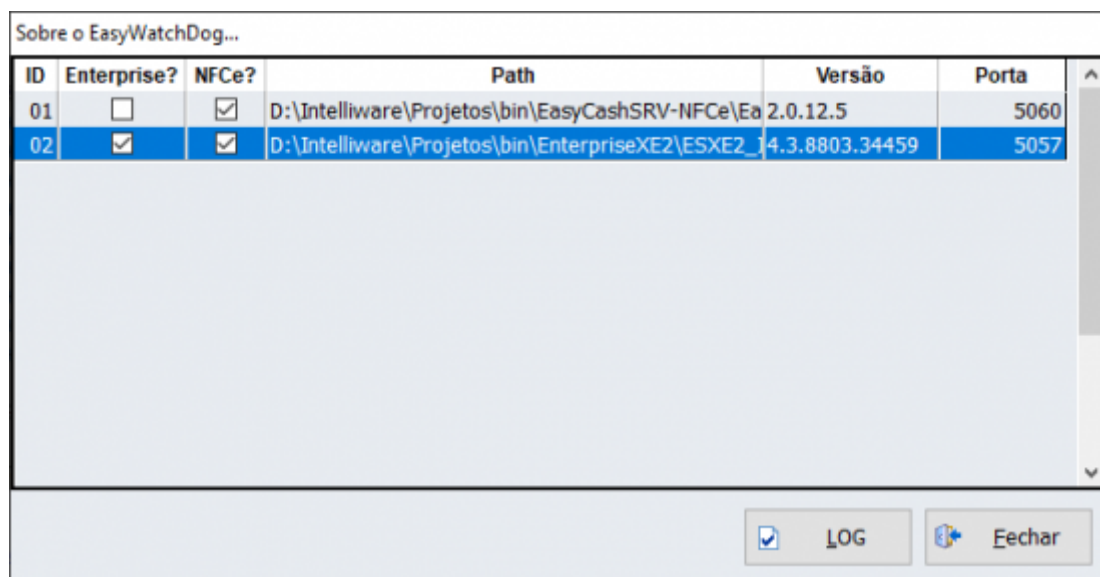 Sobre o EasyWatchDog...
ID Enterprise? NFCe? Path Versão Porta
01 D:\Intelliware\Projetos\bin\EasyCashSRV-NFCe\Ea 2.0.12.5 5060
02 D:\Intelliware\Projetos\bin\EnterpriseXE2\ESXE2_ 4.3.8803.34459 5057
LOG Fechar